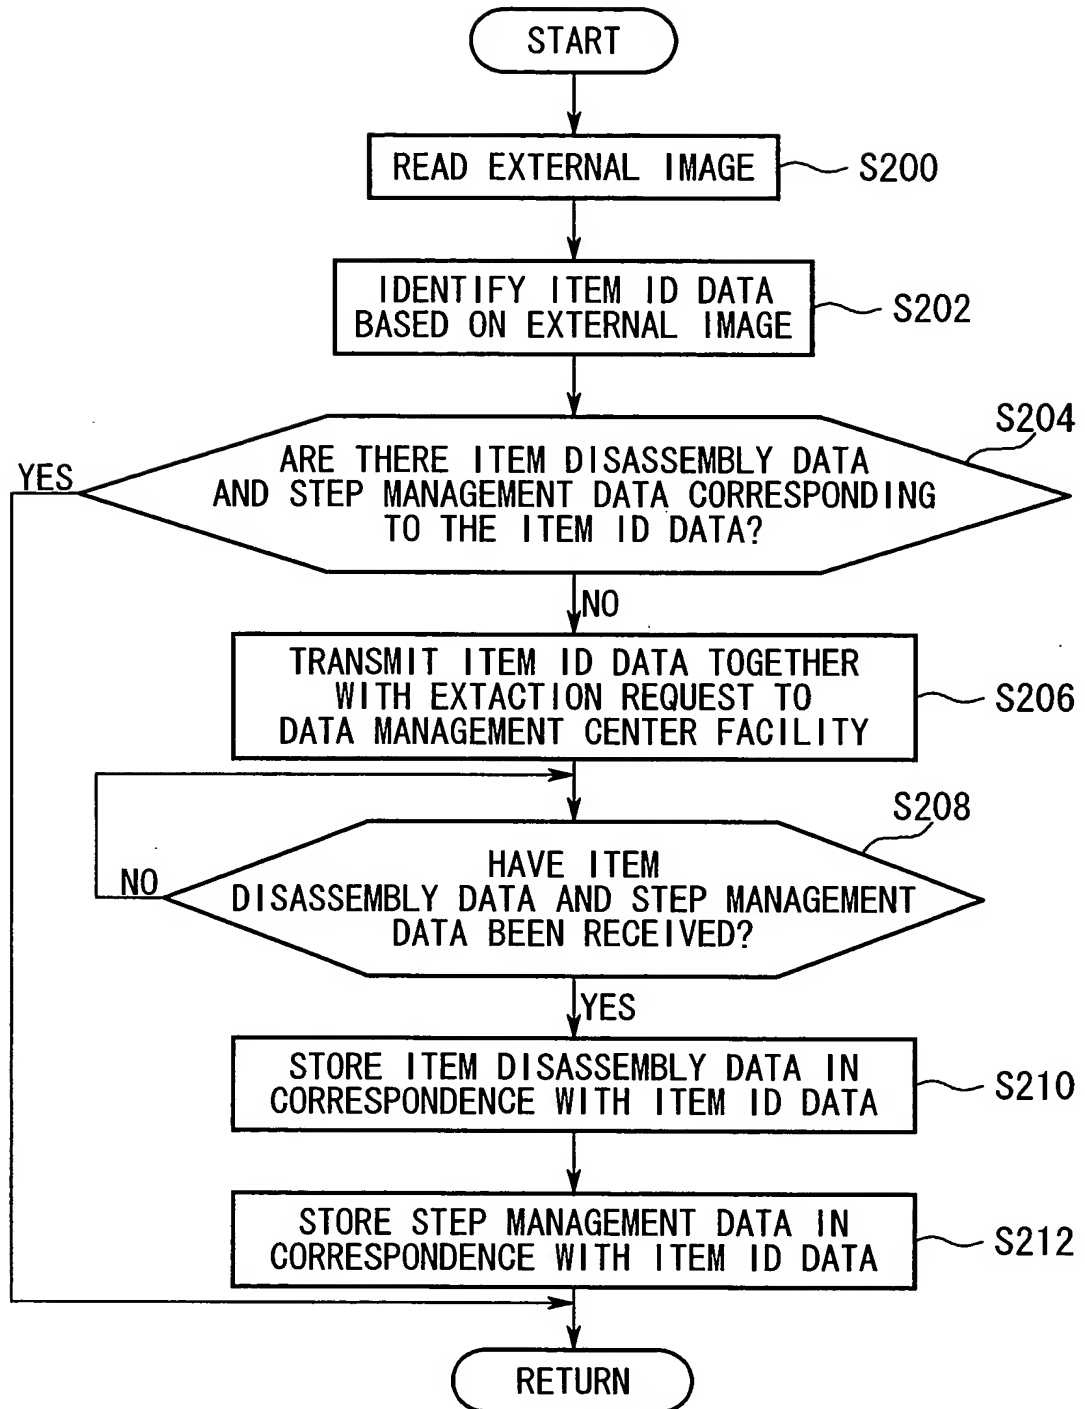 START
READ EXTERNAL IMAGE
S200
IDENTIFY ITEM ID DATA
BASED ON EXTERNAL IMAGE
S202
S204
ARE THERE ITEM DISASSEMBLY DATA
AND STEP MANAGEMENT DATA CORRESPONDING
TO THE ITEM ID DATA?
YES
NO
TRANSMIT ITEM ID DATA TOGETHER
WITH EXTACTION REQUEST TO
DATA MANAGEMENT CENTER FACILITY
S206
S208
HAVE ITEM
DISASSEMBLY DATA AND STEP MANAGEMENT
DATA BEEN RECEIVED?
NO
YES
STORE ITEM DISASSEMBLY DATA IN
CORRESPONDENCE WITH ITEM ID DATA
S210
STORE STEP MANAGEMENT DATA IN
CORRESPONDENCE WITH ITEM ID DATA
S212
RETURN